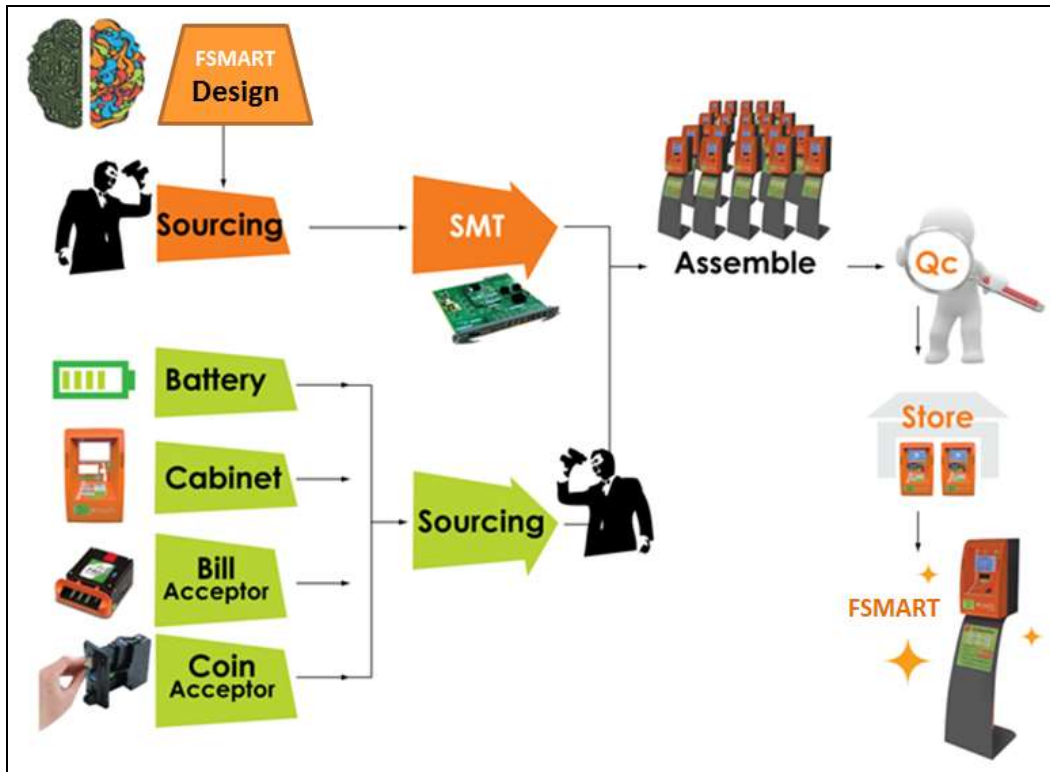 FSMART
Design
Sourcing
SMT
Assemble
Qc
Battery
Cabinet
Bill
Acceptor
Coin
Acceptor
Sourcing
Store
FSMART